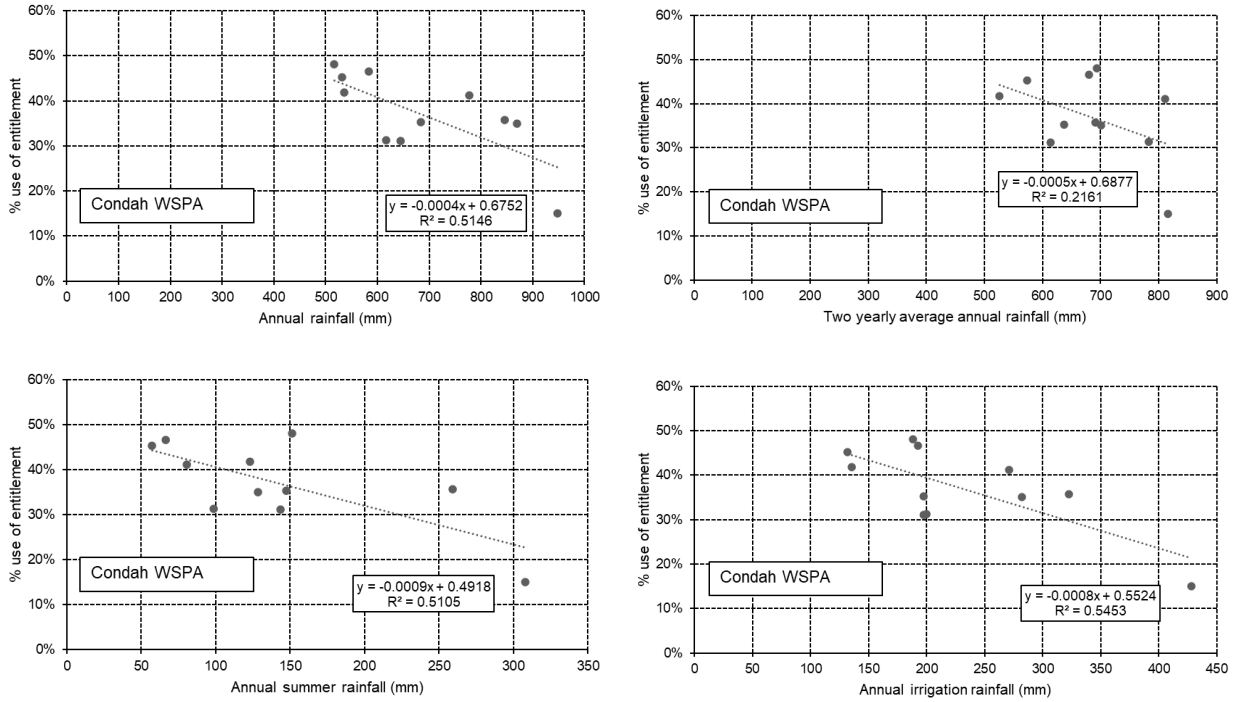 60%
50%
40%
30%
20%
10%
0%
% use of entitlement
Condah WSPA
y = -0.0004x + 0.6752
R² = 0.5146
0 100 200 300 400 500 600 700 800 900 1000
Annual rainfall (mm)
60%
50%
40%
30%
20%
10%
0%
% use of entitlement
Condah WSPA
y = -0.0005x + 0.6877
R² = 0.2161
0 100 200 300 400 500 600 700 800 900
Two yearly average annual rainfall (mm)
60%
50%
40%
30%
20%
10%
0%
% use of entitlement
Condah WSPA
y = -0.0009x + 0.4918
R² = 0.5105
0 50 100 150 200 250 300 350
Annual summer rainfall (mm)
60%
50%
40%
30%
20%
10%
0%
% use of entitlement
Condah WSPA
y = -0.0008x + 0.5524
R² = 0.5453
0 50 100 150 200 250 300 350 400 450
Annual irrigation rainfall (mm)